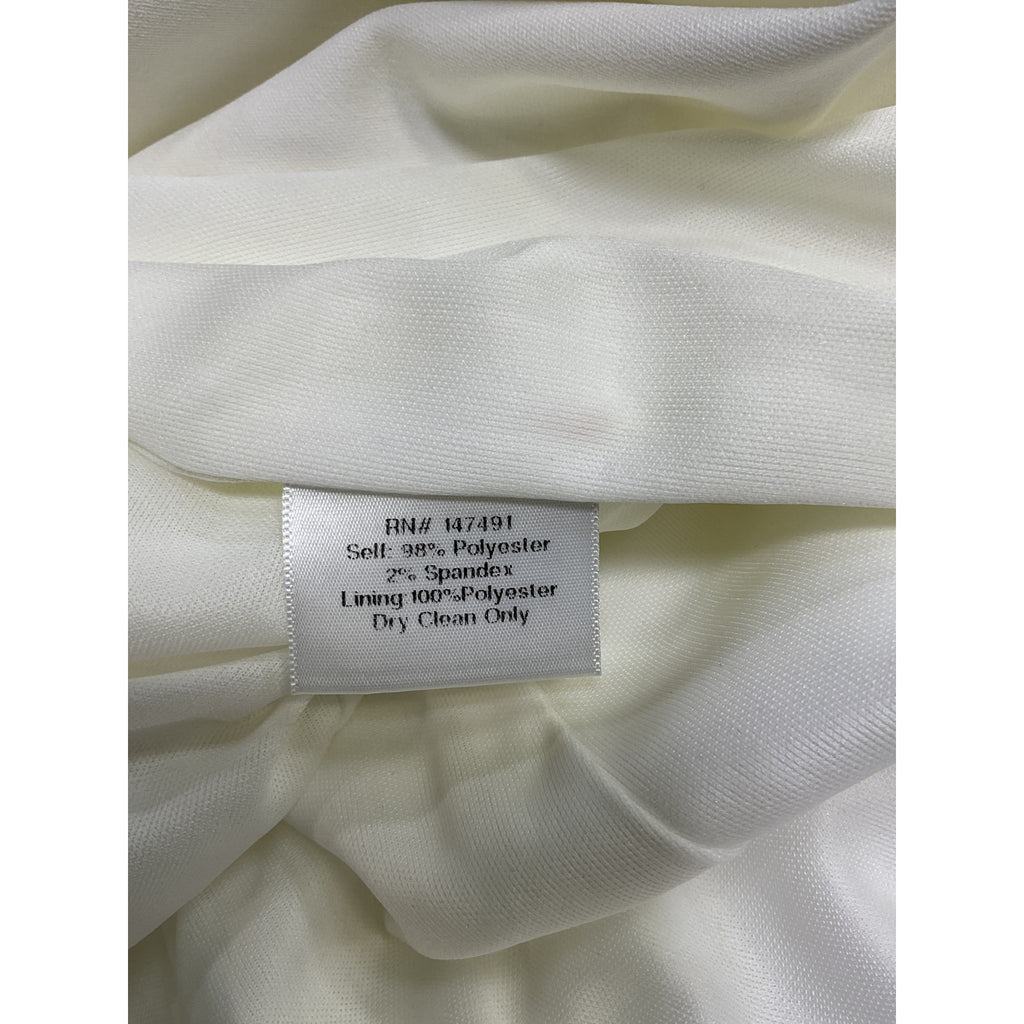 RN# 147491
Self: 98% Polyester
2% Spandex
Lining:100%Polyester
Dry Clean Only